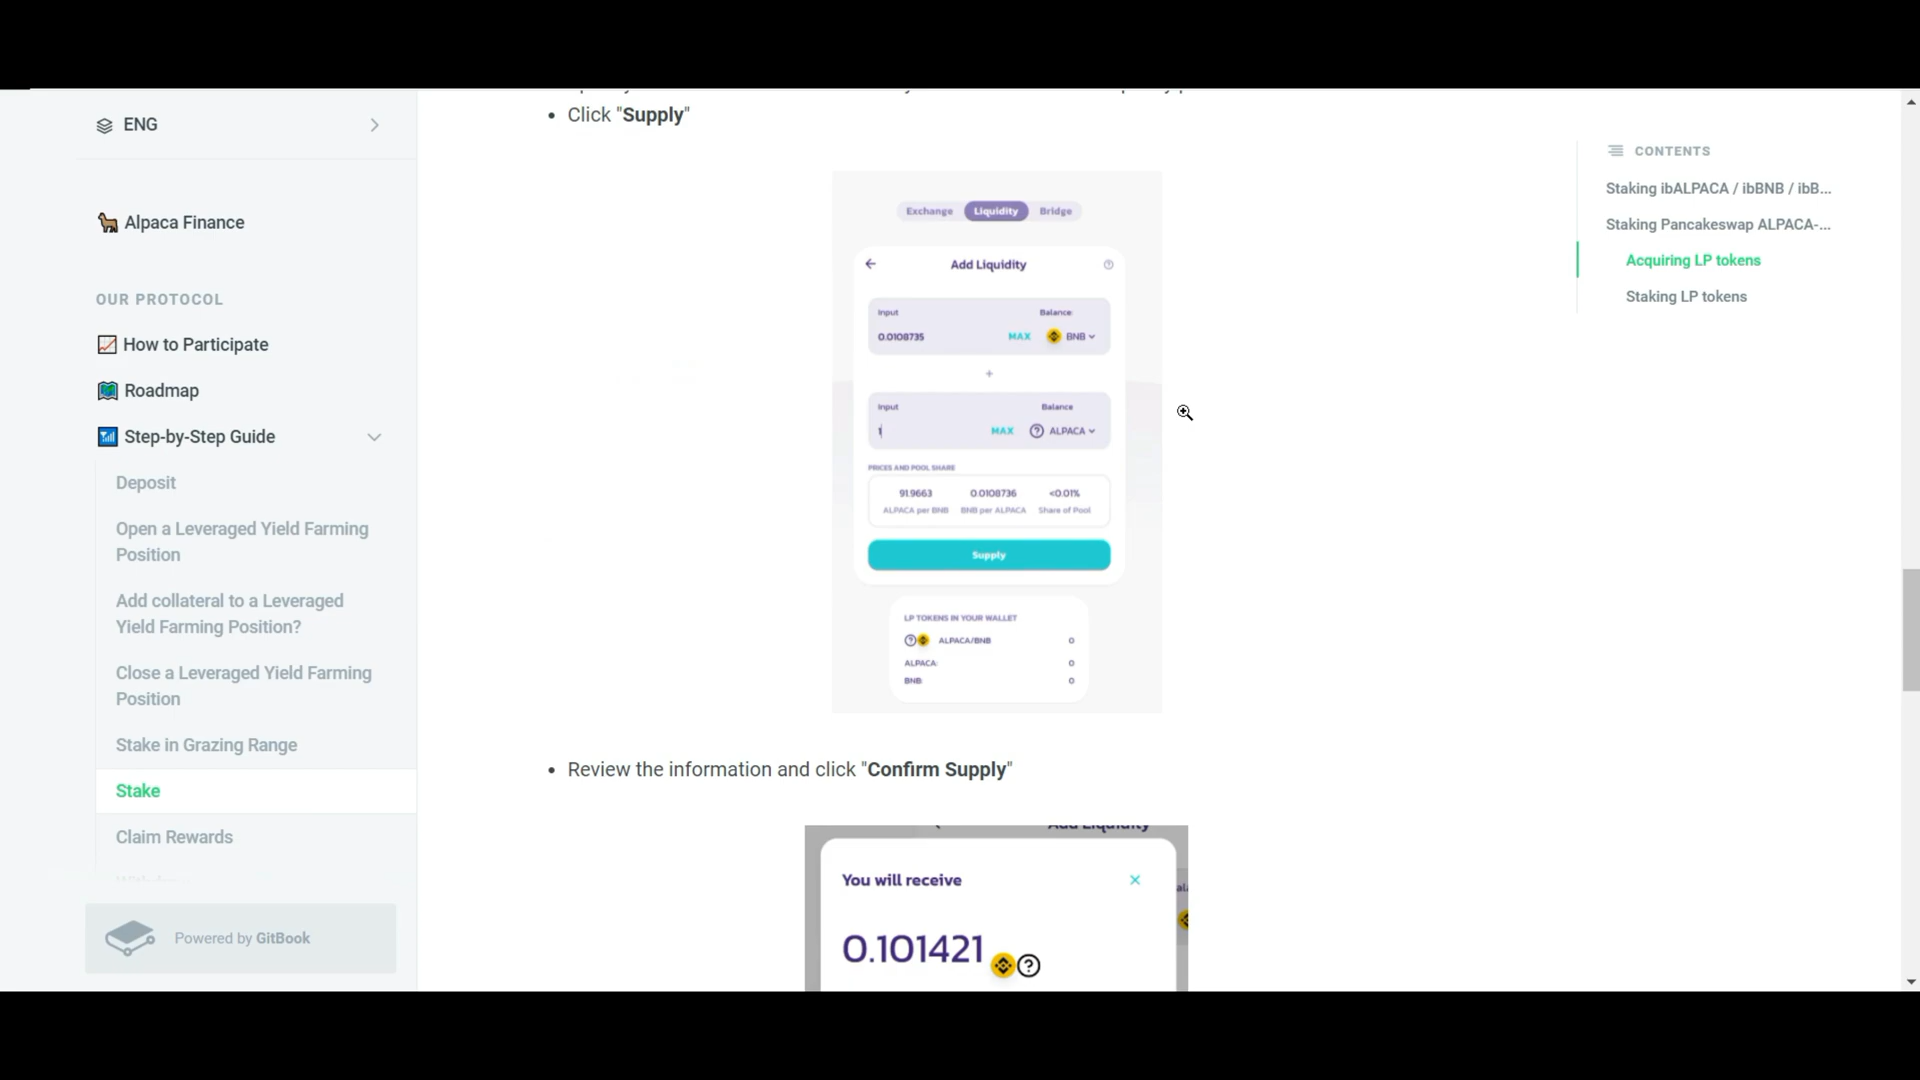 ENG
Alpaca Finance
OUR PROTOCOL
How to Participate
Roadmap
Step-by-Step Guide
Deposit
Open a Leveraged Yield Farming
Position
Add collateral to a Leveraged
Yield Farming Position?
Close a Leveraged Yield Farming
Position
Stake in Grazing Range
Stake
Claim Rewards
Powered by GitBook
• Click "Supply"
Exchange Liquidity Bridge
Add Liquidity
Input Balance:
0.0108735 MAX BNB
+
Input Balance
1 MAX ALPACA
PRICES AND POOL SHARE
91.9663 0.0108736 <0.01%
ALPACA per BNB BNB per ALPACA Share of Pool
Supply
LP TOKENS IN YOUR WALLET
ALPACA/BNB 0
ALPACA: 0
BNB: 0
• Review the information and click "Confirm Supply"
Add Liquidity
You will receive
0.101421
CONTENTS
Staking ibALPACA / ibBNB / ibB...
Staking Pancakeswap ALPACA-...
Acquiring LP tokens
Staking LP tokens